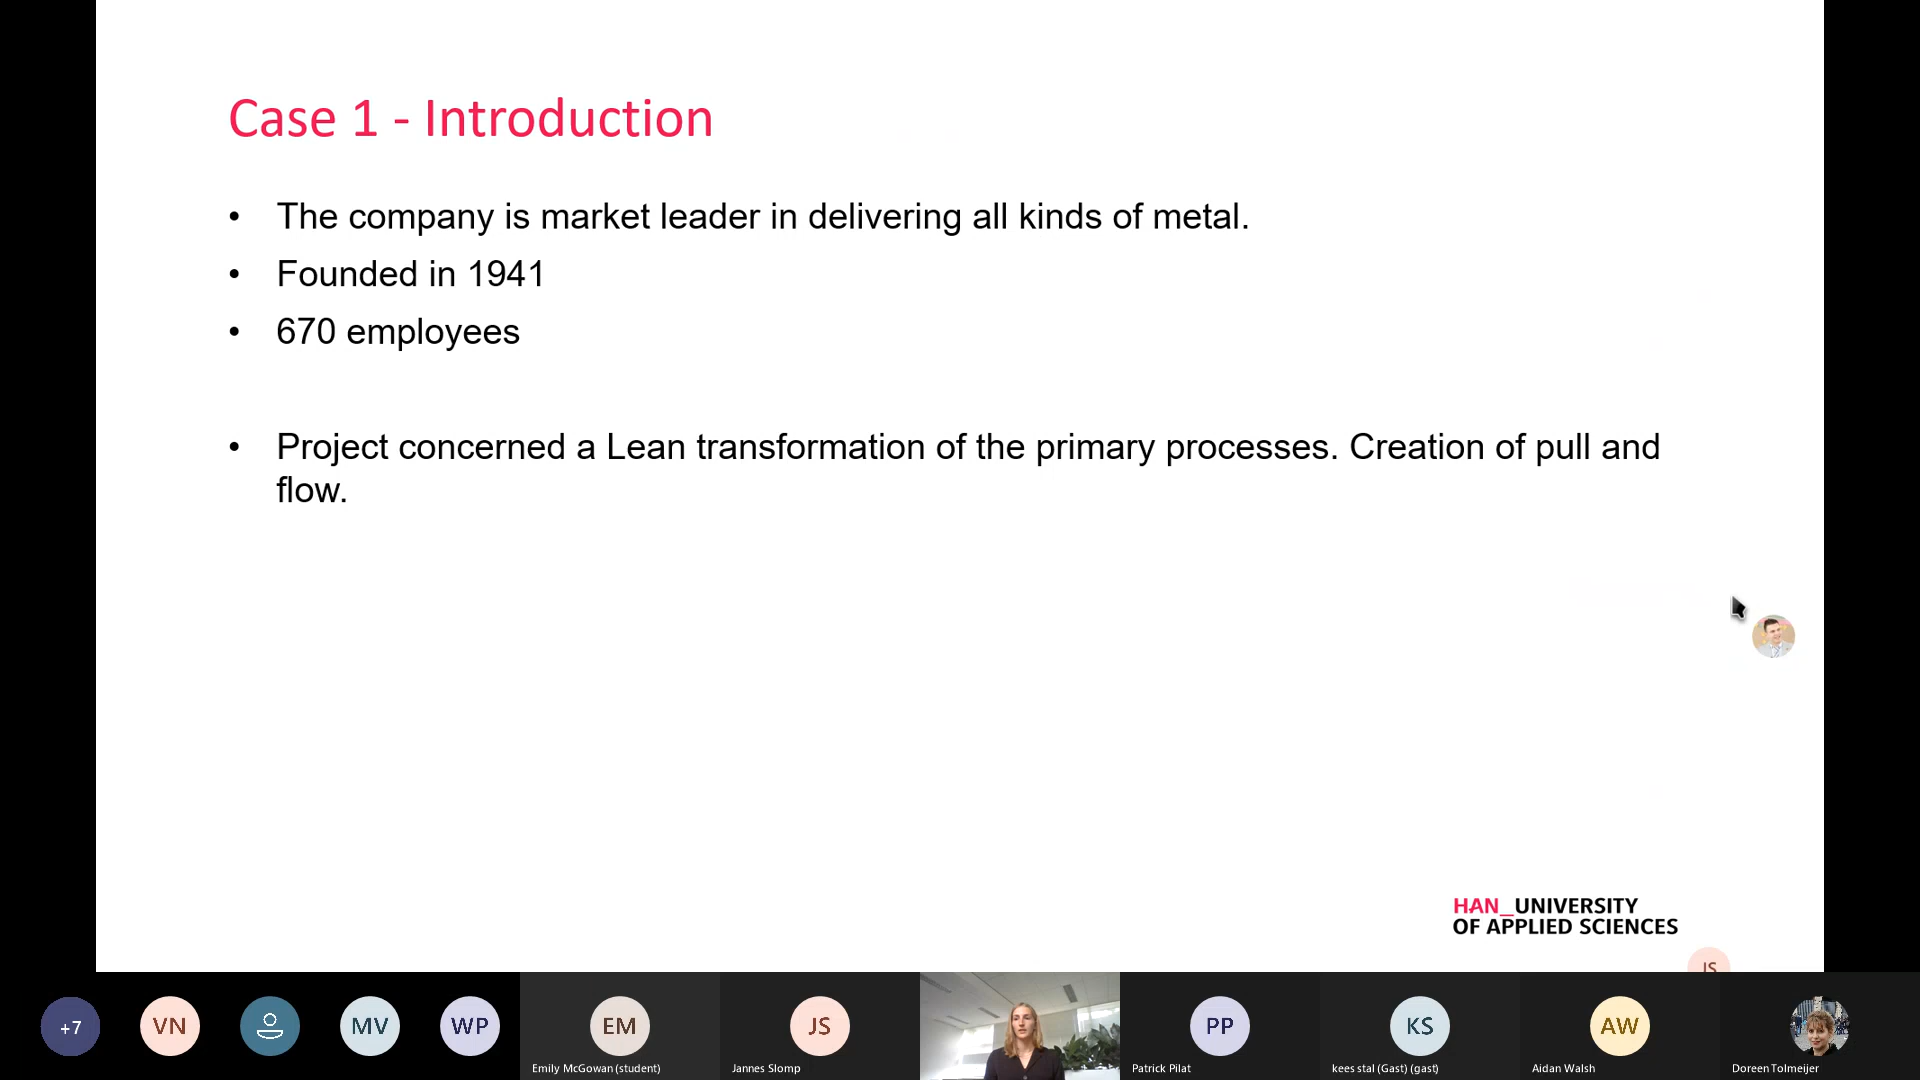 Case 1 - Introduction
• The company is market leader in delivering all kinds of metal.
• Founded in 1941
• 670 employees
• Project concerned a Lean transformation of the primary processes. Creation of pull and
flow.
HAN_UNIVERSITY
OF APPLIED SCIENCES
JS
+7
VN
MV
WP
EM
JS
PP
KS
AW
Emily McGowan (student)
Jannes Slomp
Patrick Pilat
kees stal (Gast) (gast)
Aidan Walsh
Doreen Tolmeijer